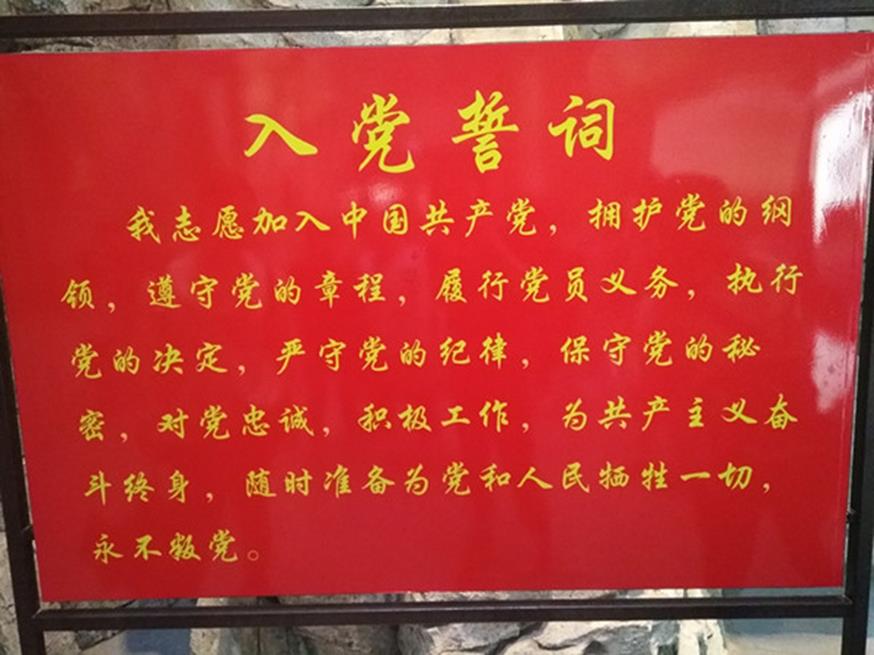 入党誓词
我志愿加入中国共产党，拥护党的纲
领，遵守党的章程，履行党员义务，执行
党的决定，严守党的纪律，保守党的秘
密，对党忠诚，积极工作，为共产主义奋
斗终身，随时准备为党和人民牺牲一切，
永不叛党。